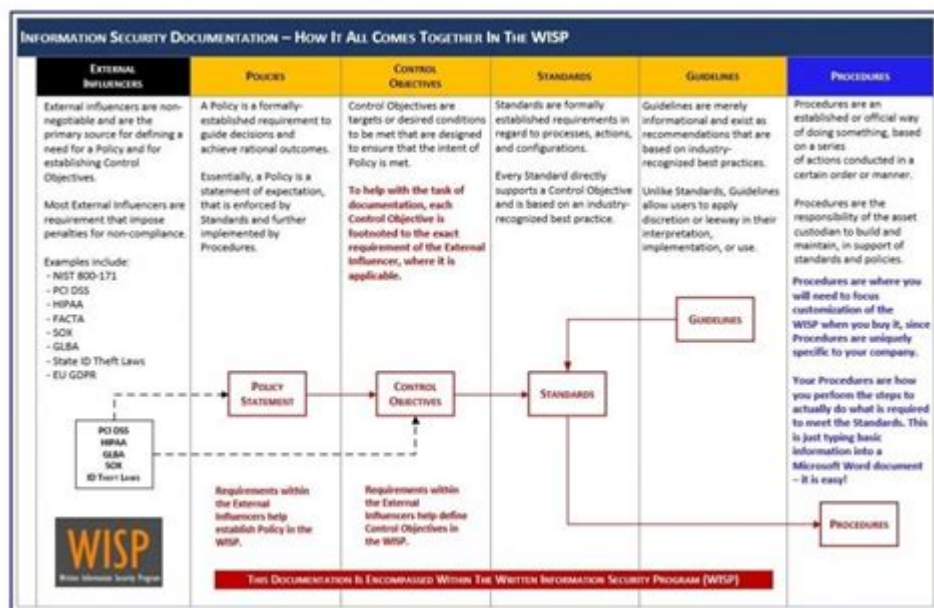 INFORMATION SECURITY DOCUMENTATION – HOW IT ALL COMES TOGETHER IN THE WISP
EXTERNAL
INFLUENCERS
External influencers are non-
negotiable and are the
primary source for defining a
need for a Policy and for
establishing Control
Objectives.
Most External Influencers are
requirement that impose
penalties for non-compliance.
Examples include:
- NIST 800-171
- PCI DSS
- HIPAA
- FACTA
- SOX
- GLBA
- State ID Theft Laws
- EU GDPR
PCI DSS
HIPAA
GLBA
SOX
ID THEFT LAWS
WISP
Written Information Security Program
POLICIES
A Policy is a formally-
established requirement to
guide decisions and
achieve rational outcomes.
Essentially, a Policy is a
statement of expectation,
that is enforced by
Standards and further
implemented by
Procedures.
POLICY
STATEMENT
Requirements within
the External
Influencers help
establish Policy in the
WISP.
CONTROL
OBJECTIVES
Control Objectives are
targets or desired conditions
to be met that are designed
to ensure that the intent of
Policy is met.
To help with the task of
documentation, each
Control Objective is
footnoted to the exact
requirement of the External
Influencer, where it is
applicable.
CONTROL
OBJECTIVES
Requirements within
the External
Influencers help define
Control Objectives in
the WISP.
STANDARDS
Standards are formally
established requirements in
regard to processes, actions,
and configurations.
Every Standard directly
supports a Control Objective
and is based on an industry-
recognized best practice.
STANDARDS
GUIDELINES
Guidelines are merely
informational and exist as
recommendations that are
based on industry-
recognized best practices.
Unlike Standards, Guidelines
allow users to apply
discretion or leeway in their
interpretation,
implementation, or use.
GUIDELINES
PROCEDURES
Procedures are an
established or official way
of doing something, based
on a series
of actions conducted in a
certain order or manner.
Procedures are the
responsibility of the asset
custodian to build and
maintain, in support of
standards and policies.
Procedures are where you
will need to focus
customization of the
WISP when you buy it, since
Procedures are uniquely
specific to your company.
Your Procedures are how
you perform the steps to
actually do what is required
to meet the Standards. This
is just typing basic
information into a
Microsoft Word document
– it is easy!
PROCEDURES
THIS DOCUMENTATION IS ENCOMPASSED WITHIN THE WRITTEN INFORMATION SECURITY PROGRAM (WISP)